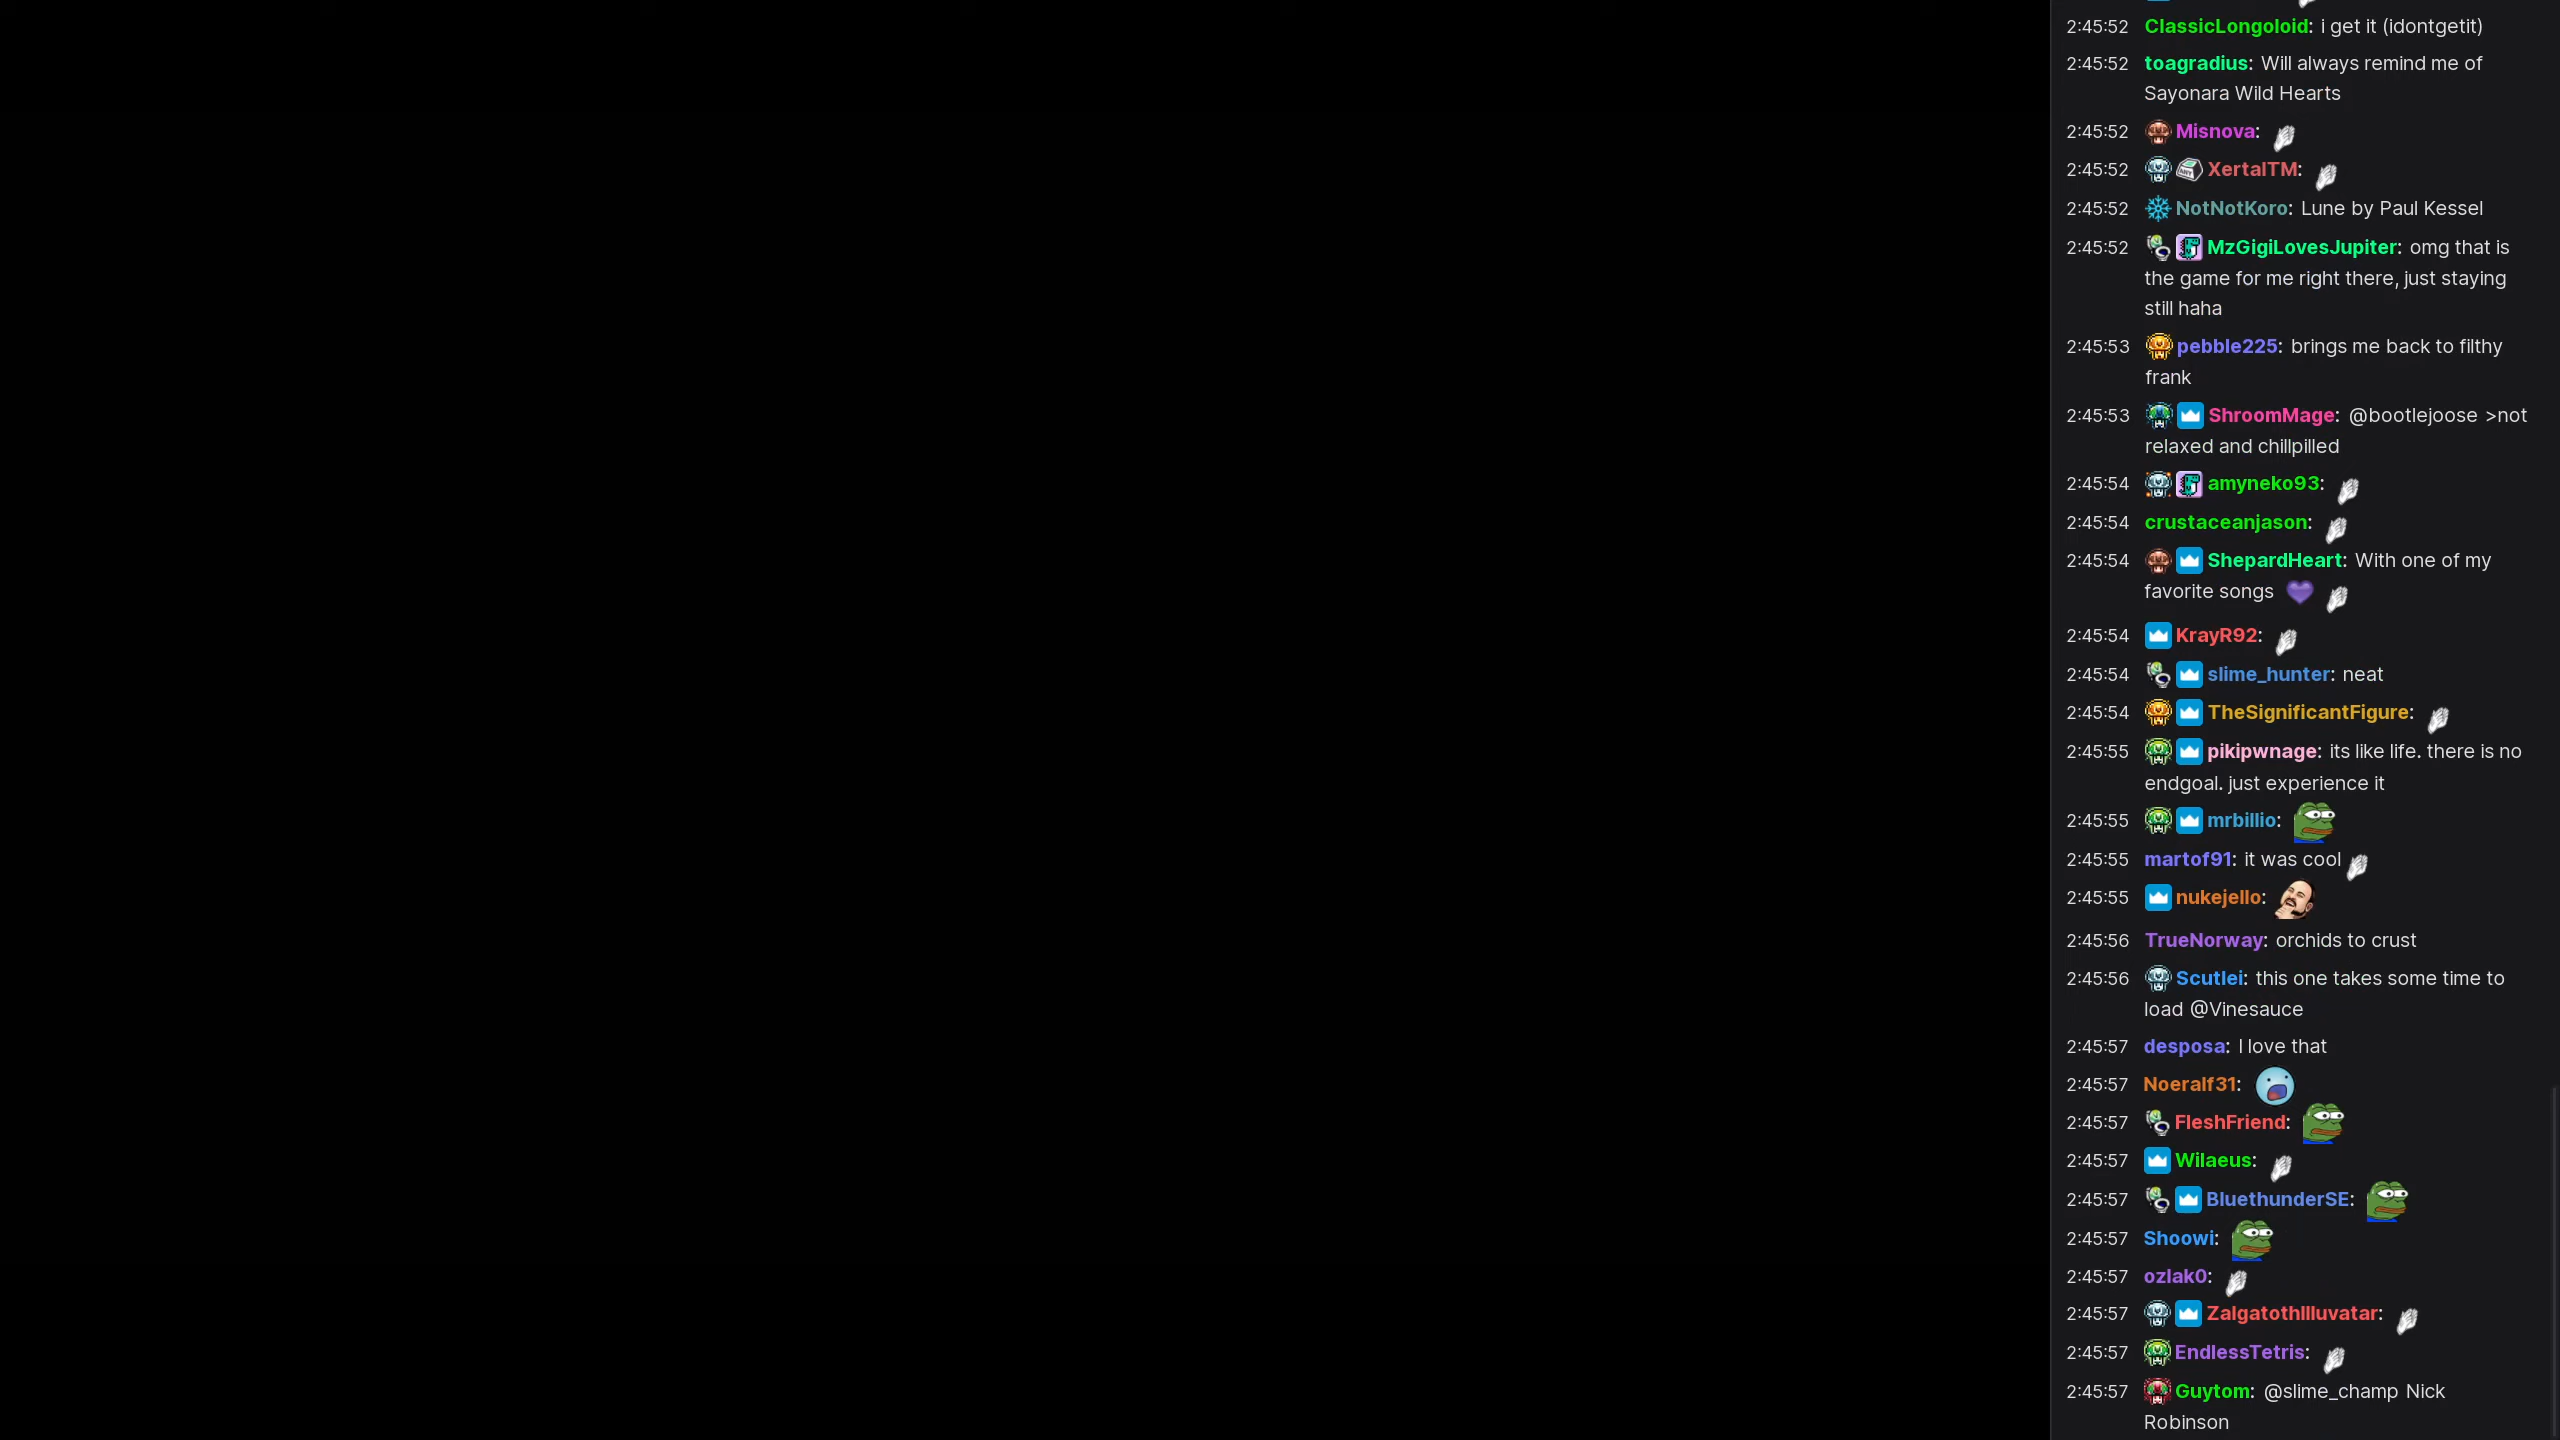 2:45:52 ClassicLongoloid: i get it (idontgetit)
2:45:52 toagradius: Will always remind me of
Sayonara Wild Hearts
2:45:52 Misnova:
2:45:52 XertalTM:
2:45:52 NotNotKoro: Lune by Paul Kessel
2:45:52 MzGigiLovesJupiter: omg that is
the game for me right there, just staying
still haha
2:45:53 pebble225: brings me back to filthy
frank
2:45:53 ShroomMage: @bootlejoose >not
relaxed and chillpilled
2:45:54 amyneko93:
2:45:54 crustaceanjason:
2:45:54 ShepardHeart: With one of my
favorite songs
2:45:54 KrayR92:
2:45:54 slime_hunter: neat
2:45:54 TheSignificantFigure:
2:45:55 pikipwnage: its like life. there is no
endgoal. just experience it
2:45:55 mrbillio:
2:45:55 martof91: it was cool
2:45:55 nukejello:
2:45:56 TrueNorway: orchids to crust
2:45:56 Scutlei: this one takes some time to
load @Vinesauce
2:45:57 desposa: I love that
2:45:57 Noeralf31:
2:45:57 FleshFriend:
2:45:57 Wilaeus:
2:45:57 BluethunderSE:
2:45:57 Shoowi:
2:45:57 ozlak0:
2:45:57 ZalgatothIlluvatar:
2:45:57 EndlessTetris:
2:45:57 Guytom: @slime_champ Nick
Robinson